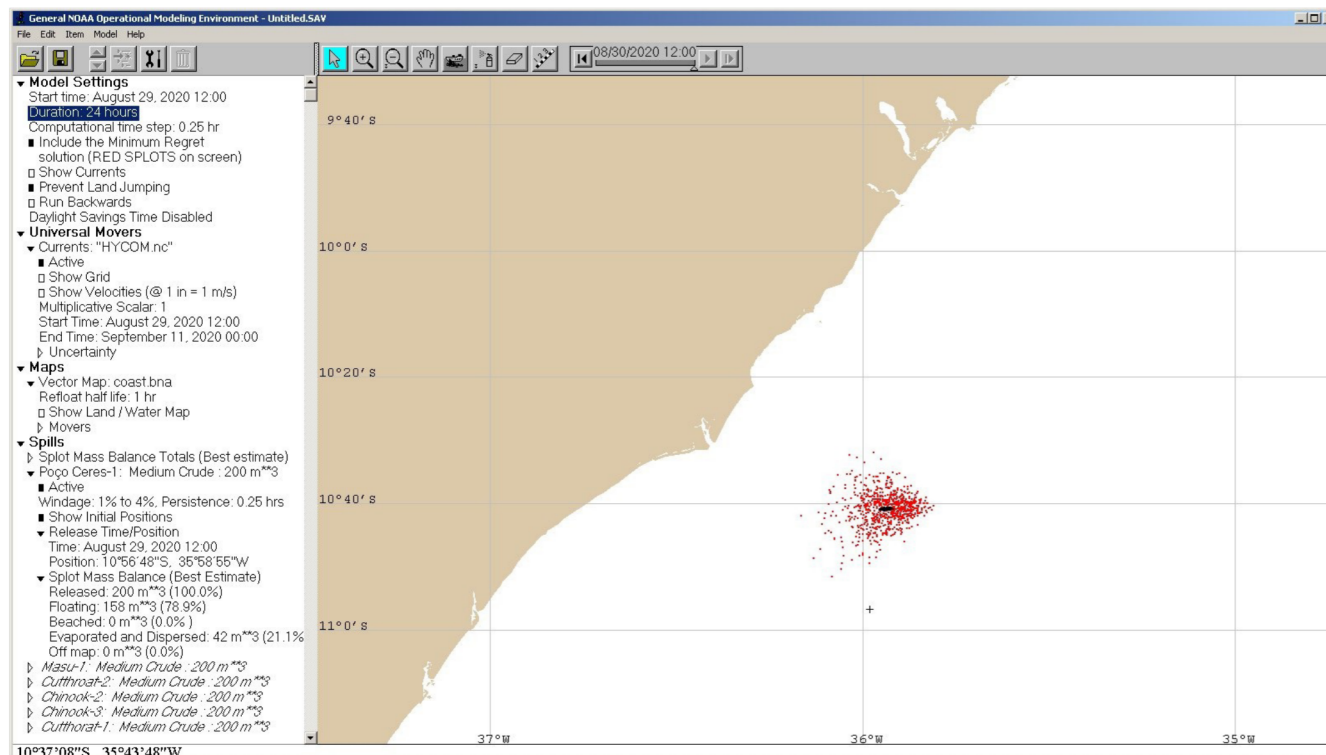 General NOAA Operational Modeling Environment - Untitled.SAV
File Edit Item Model Help
08/30/2020 12:00
Model Settings
Start time: August 29, 2020 12:00
Duration: 24 hours
Computational time step: 0.25 hr
Include the Minimum Regret
solution (RED SPLOTS on screen)
Show Currents
Prevent Land Jumping
Run Backwards
Daylight Savings Time Disabled
Universal Movers
Currents: "HYCOM.nc"
Active
Show Grid
Show Velocities (@ 1 in = 1 m/s)
Multiplicative Scalar: 1
Start Time: August 29, 2020 12:00
End Time: September 11, 2020 00:00
Uncertainty
Maps
Vector Map: coast.bna
Refloat half life: 1 hr
Show Land / Water Map
Movers
Spills
Splot Mass Balance Totals (Best estimate)
Poço Ceres-1: Medium Crude : 200 m**3
Active
Windage: 1% to 4%, Persistence: 0.25 hrs
Show Initial Positions
Release Time/Position
Time: August 29, 2020 12:00
Position: 10°56'48"S, 35°58'55"W
Splot Mass Balance (Best Estimate)
Released: 200 m**3 (100.0%)
Floating: 158 m**3 (78.9%)
Beached: 0 m**3 (0.0% )
Evaporated and Dispersed: 42 m**3 (21.1%
Off map: 0 m**3 (0.0%)
Masu-1: Medium Crude : 200 m**3
Cutthroat-2: Medium Crude : 200 m**3
Chinook-2: Medium Crude : 200 m**3
Chinook-3: Medium Crude : 200 m**3
Cutthorat-1: Medium Crude : 200 m**3
10°37'08"S 35°43'48"W
9°40's
10°0's
10°20's
10°40's
11°0's
37°W
36°W
35°W